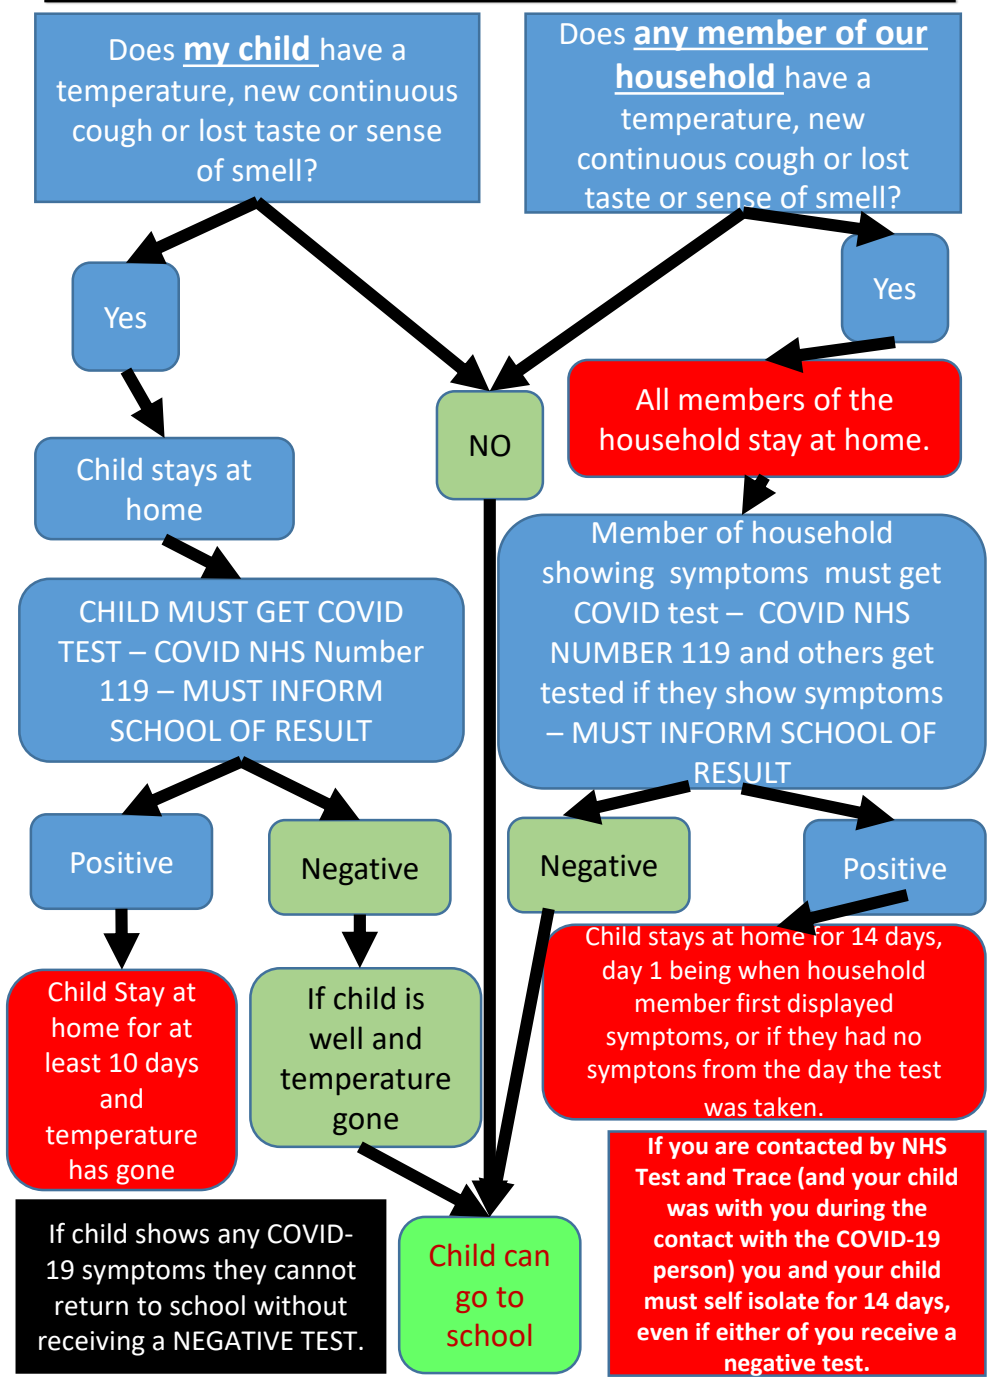 Does my child have a
temperature, new continuous
cough or lost taste or sense
of smell?
Does any member of our
household have a
temperature, new
continuous cough or lost
taste or sense of smell?
Yes
Yes
NO
All members of the
household stay at home.
Child stays at
home
Member of household
showing symptoms must get
COVID test – COVID NHS
NUMBER 119 and others get
tested if they show symptoms
– MUST INFORM SCHOOL OF
RESULT
CHILD MUST GET COVID
TEST – COVID NHS Number
119 – MUST INFORM
SCHOOL OF RESULT
Positive
Negative
Negative
Positive
Child Stay at
home for at
least 10 days
and
temperature
has gone
If child is
well and
temperature
gone
Child stays at home for 14 days,
day 1 being when household
member first displayed
symptoms, or if they had no
symptons from the day the test
was taken.
If child shows any COVID-
19 symptoms they cannot
return to school without
receiving a NEGATIVE TEST.
Child can
go to
school
If you are contacted by NHS
Test and Trace (and your child
was with you during the
contact with the COVID-19
person) you and your child
must self isolate for 14 days,
even if either of you receive a
negative test.